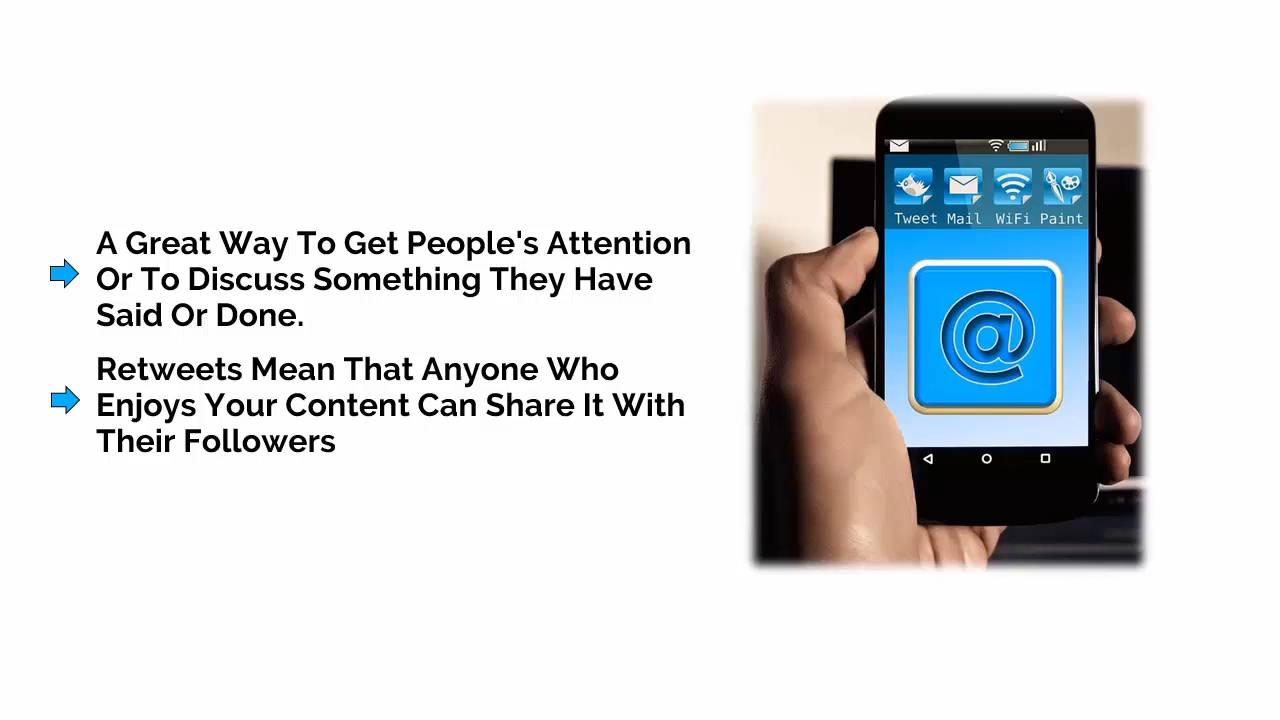 A Great Way To Get People's Attention
Or To Discuss Something They Have
Said Or Done.
Retweets Mean That Anyone Who
Enjoys Your Content Can Share It With
Their Followers
Tweet Mail WiFi Paint
@